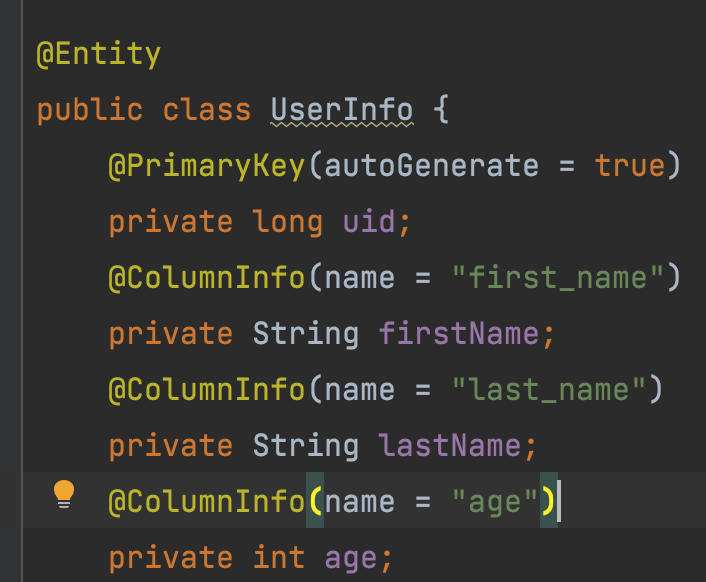 @Entity
public class UserInfo {
@PrimaryKey(autoGenerate = true)
private long uid;
@ColumnInfo(name = "first_name")
private String firstName;
@ColumnInfo(name = "last_name")
private String lastName;
@ColumnInfo(name = "age")
private int age;